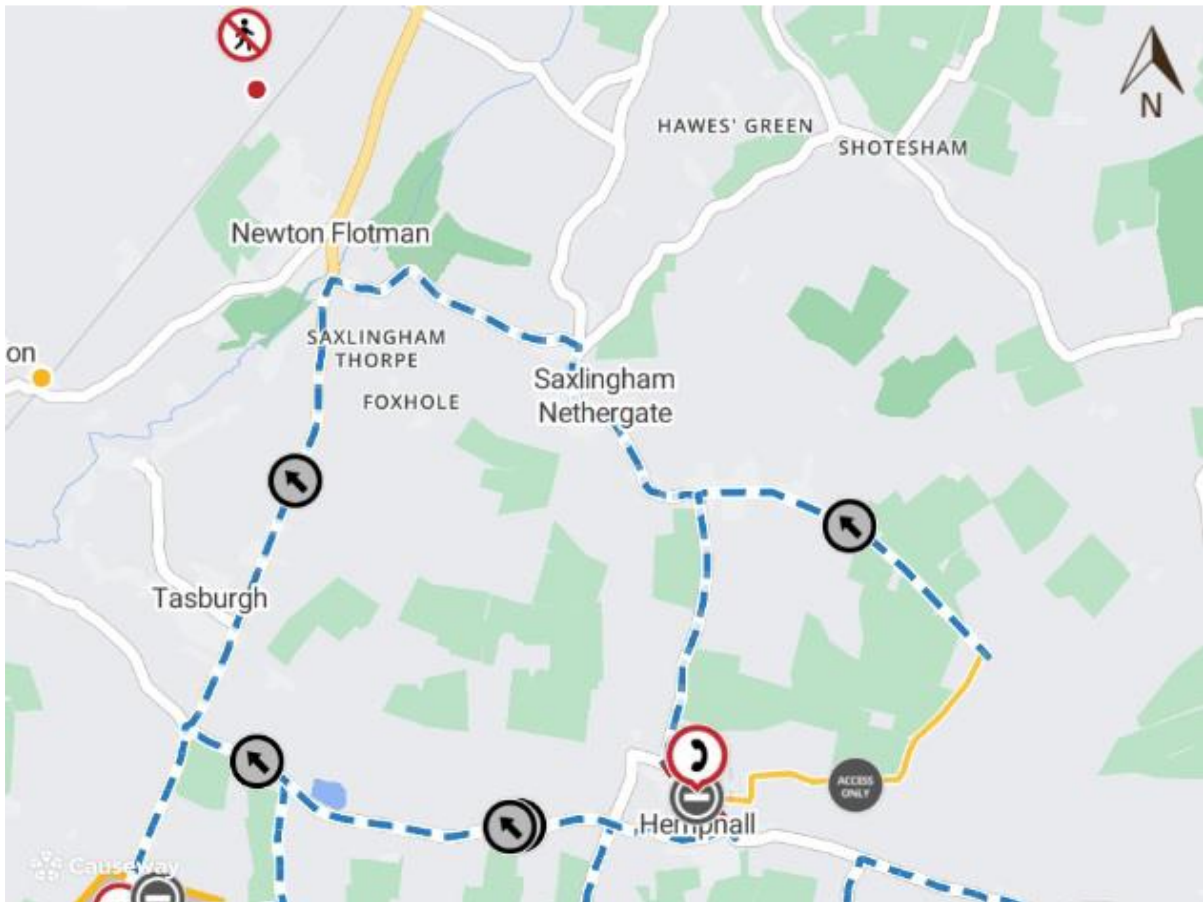 N
HAWES' GREEN
SHOTESHAM
Newton Flotman
SAXLINGHAM
THORPE
on
Saxlingham
Nethergate
FOXHOLE
Tasburgh
ACCESS
ONLY
Hempnall
Causeway